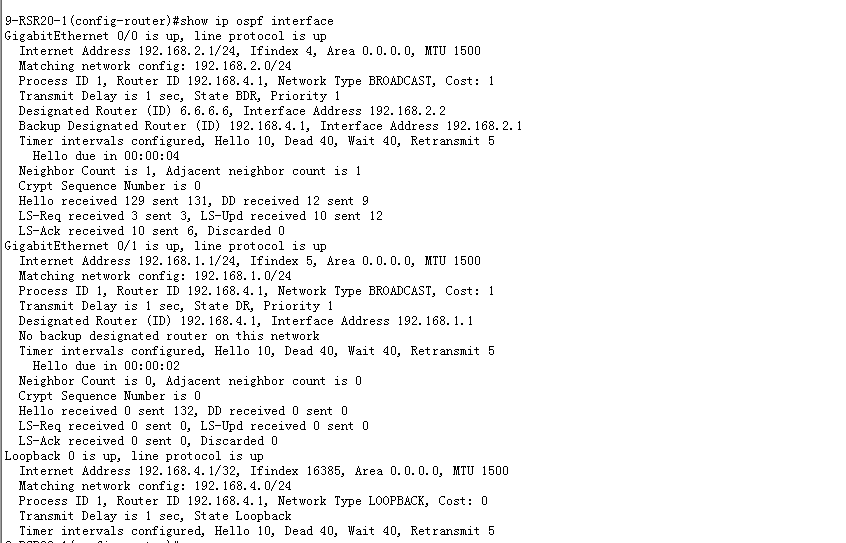 9-RSR20-1(config-router)#show ip ospf interface
GigabitEthernet 0/0 is up, line protocol is up
Internet Address 192.168.2.1/24, Ifindex 4, Area 0.0.0.0, MTU 1500
Matching network config: 192.168.2.0/24
Process ID 1, Router ID 192.168.4.1, Network Type BROADCAST, Cost: 1
Transmit Delay is 1 sec, State BDR, Priority 1
Designated Router (ID) 6.6.6.6, Interface Address 192.168.2.2
Backup Designated Router (ID) 192.168.4.1, Interface Address 192.168.2.1
Timer intervals configured, Hello 10, Dead 40, Wait 40, Retransmit 5
Hello due in 00:00:04
Neighbor Count is 1, Adjacent neighbor count is 1
Crypt Sequence Number is 0
Hello received 129 sent 131, DD received 12 sent 9
LS-Req received 3 sent 3, LS-Upd received 10 sent 12
LS-Ack received 10 sent 6, Discarded 0
GigabitEthernet 0/1 is up, line protocol is up
Internet Address 192.168.1.1/24, Ifindex 5, Area 0.0.0.0, MTU 1500
Matching network config: 192.168.1.0/24
Process ID 1, Router ID 192.168.4.1, Network Type BROADCAST, Cost: 1
Transmit Delay is 1 sec, State DR, Priority 1
Designated Router (ID) 192.168.4.1, Interface Address 192.168.1.1
No backup designated router on this network
Timer intervals configured, Hello 10, Dead 40, Wait 40, Retransmit 5
Hello due in 00:00:02
Neighbor Count is 0, Adjacent neighbor count is 0
Crypt Sequence Number is 0
Hello received 0 sent 132, DD received 0 sent 0
LS-Req received 0 sent 0, LS-Upd received 0 sent 0
LS-Ack received 0 sent 0, Discarded 0
Loopback 0 is up, line protocol is up
Internet Address 192.168.4.1/32, Ifindex 16385, Area 0.0.0.0, MTU 1500
Matching network config: 192.168.4.0/24
Process ID 1, Router ID 192.168.4.1, Network Type LOOPBACK, Cost: 0
Transmit Delay is 1 sec, State Loopback
Timer intervals configured, Hello 10, Dead 40, Wait 40, Retransmit 5